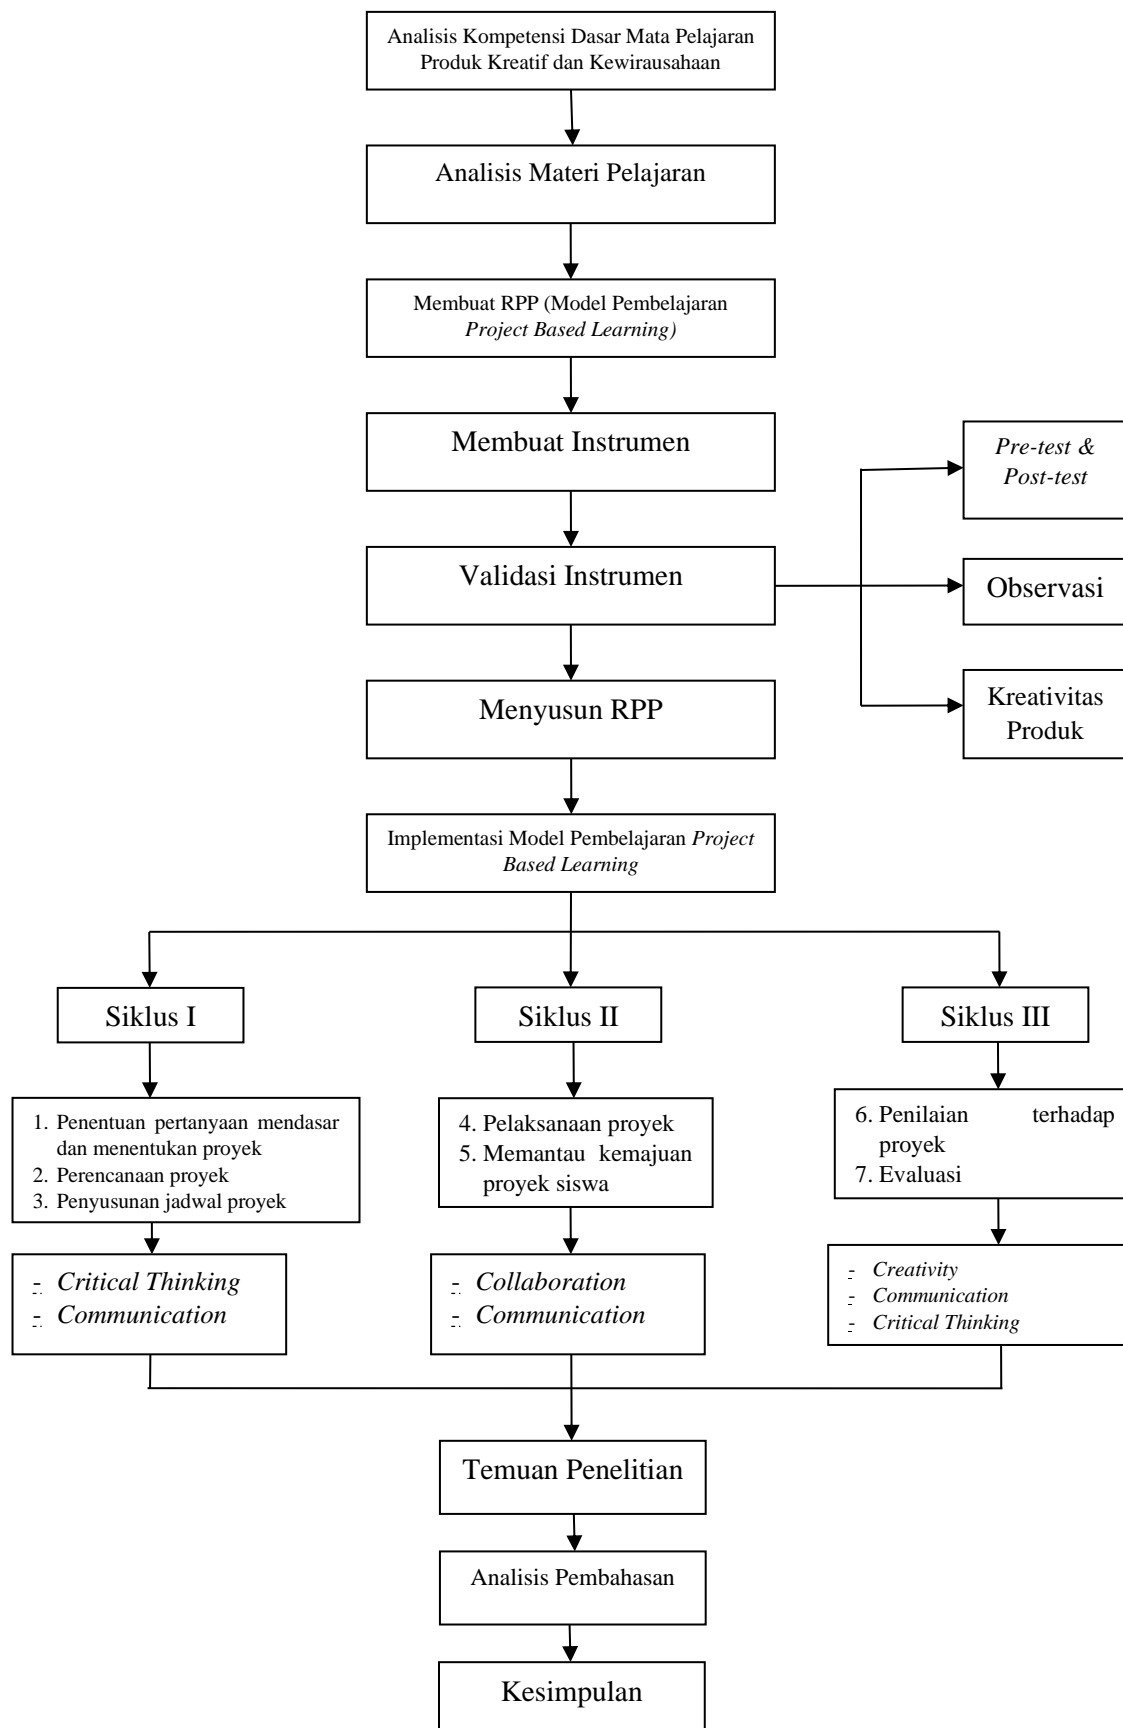 Analisis Kompetensi Dasar Mata Pelajaran
Produk Kreatif dan Kewirausahaan
Analisis Materi Pelajaran
Membuat RPP (Model Pembelajaran
Project Based Learning)
Membuat Instrumen
Pre-test &
Post-test
Validasi Instrumen
Observasi
Menyusun RPP
Kreativitas
Produk
Implementasi Model Pembelajaran Project
Based Learning
Siklus I
Siklus II
Siklus III
1. Penentuan pertanyaan mendasar
dan menentukan proyek
2. Perencanaan proyek
3. Penyusunan jadwal proyek
4. Pelaksanaan proyek
5. Memantau kemajuan
proyek siswa
6. Penilaian terhadap
proyek
7. Evaluasi
- Critical Thinking
- Communication
- Collaboration
- Communication
- Creativity
- Communication
- Critical Thinking
Temuan Penelitian
Analisis Pembahasan
Kesimpulan